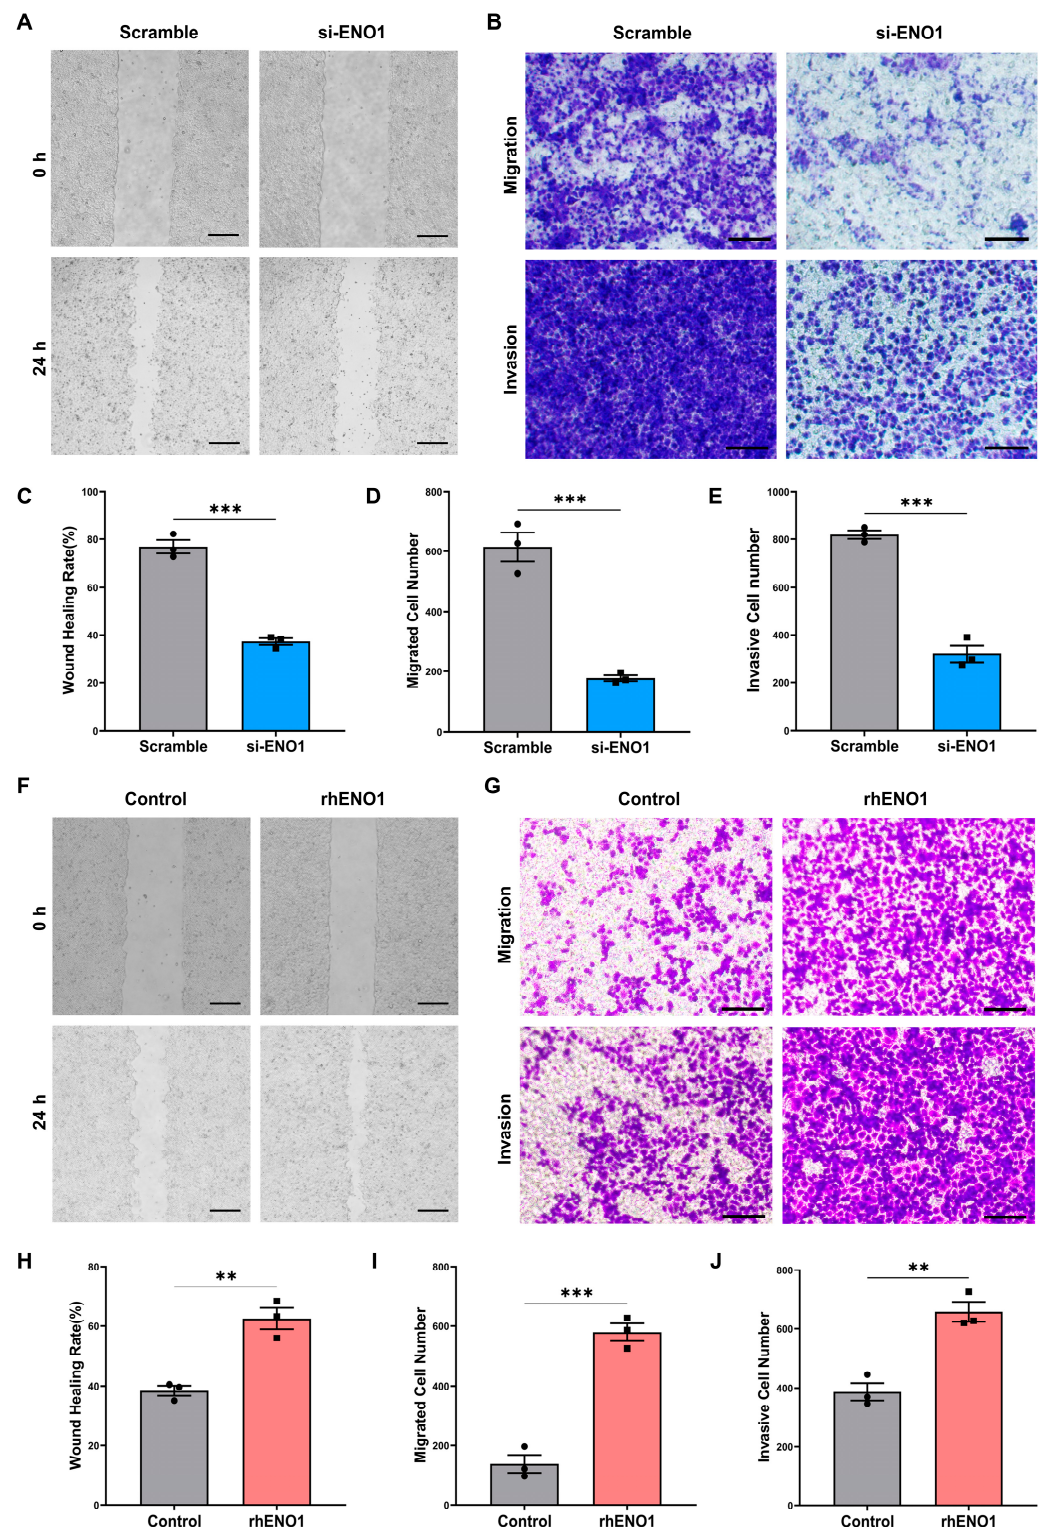 A
Scramble
si-ENO1
0 h
24 h
B
Scramble
si-ENO1
Migration
Invasion
C
Wound Healing Rate(%)
100
80
60
40
20
0
***
Scramble
si-ENO1
D
Migrated Cell Number
800
600
400
200
0
***
Scramble
si-ENO1
E
Invasive Cell number
1000
800
600
400
200
0
***
Scramble
si-ENO1
F
Control
rhENO1
0 h
24 h
G
Control
rhENO1
Migration
Invasion
H
Wound Healing Rate(%)
80
60
40
20
0
**
Control
rhENO1
I
Migrated Cell Number
800
600
400
200
0
***
Control
rhENO1
J
Invasive Cell Number
800
600
400
200
0
**
Control
rhENO1